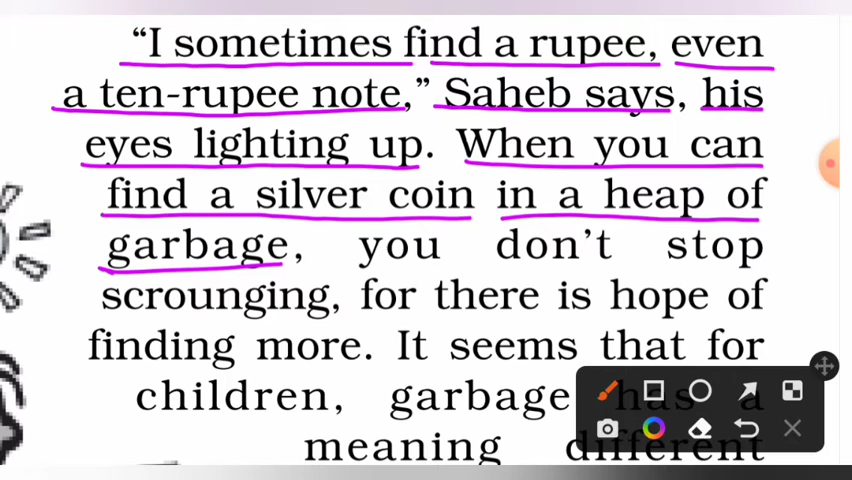 “I sometimes find a rupee, even
a ten-rupee note,” Saheb says, his
eyes lighting up. When you can
find a silver coin in a heap of
garbage, you don’t stop
scrounging, for there is hope of
finding more. It seems that for
children, garbage has a
meaning different